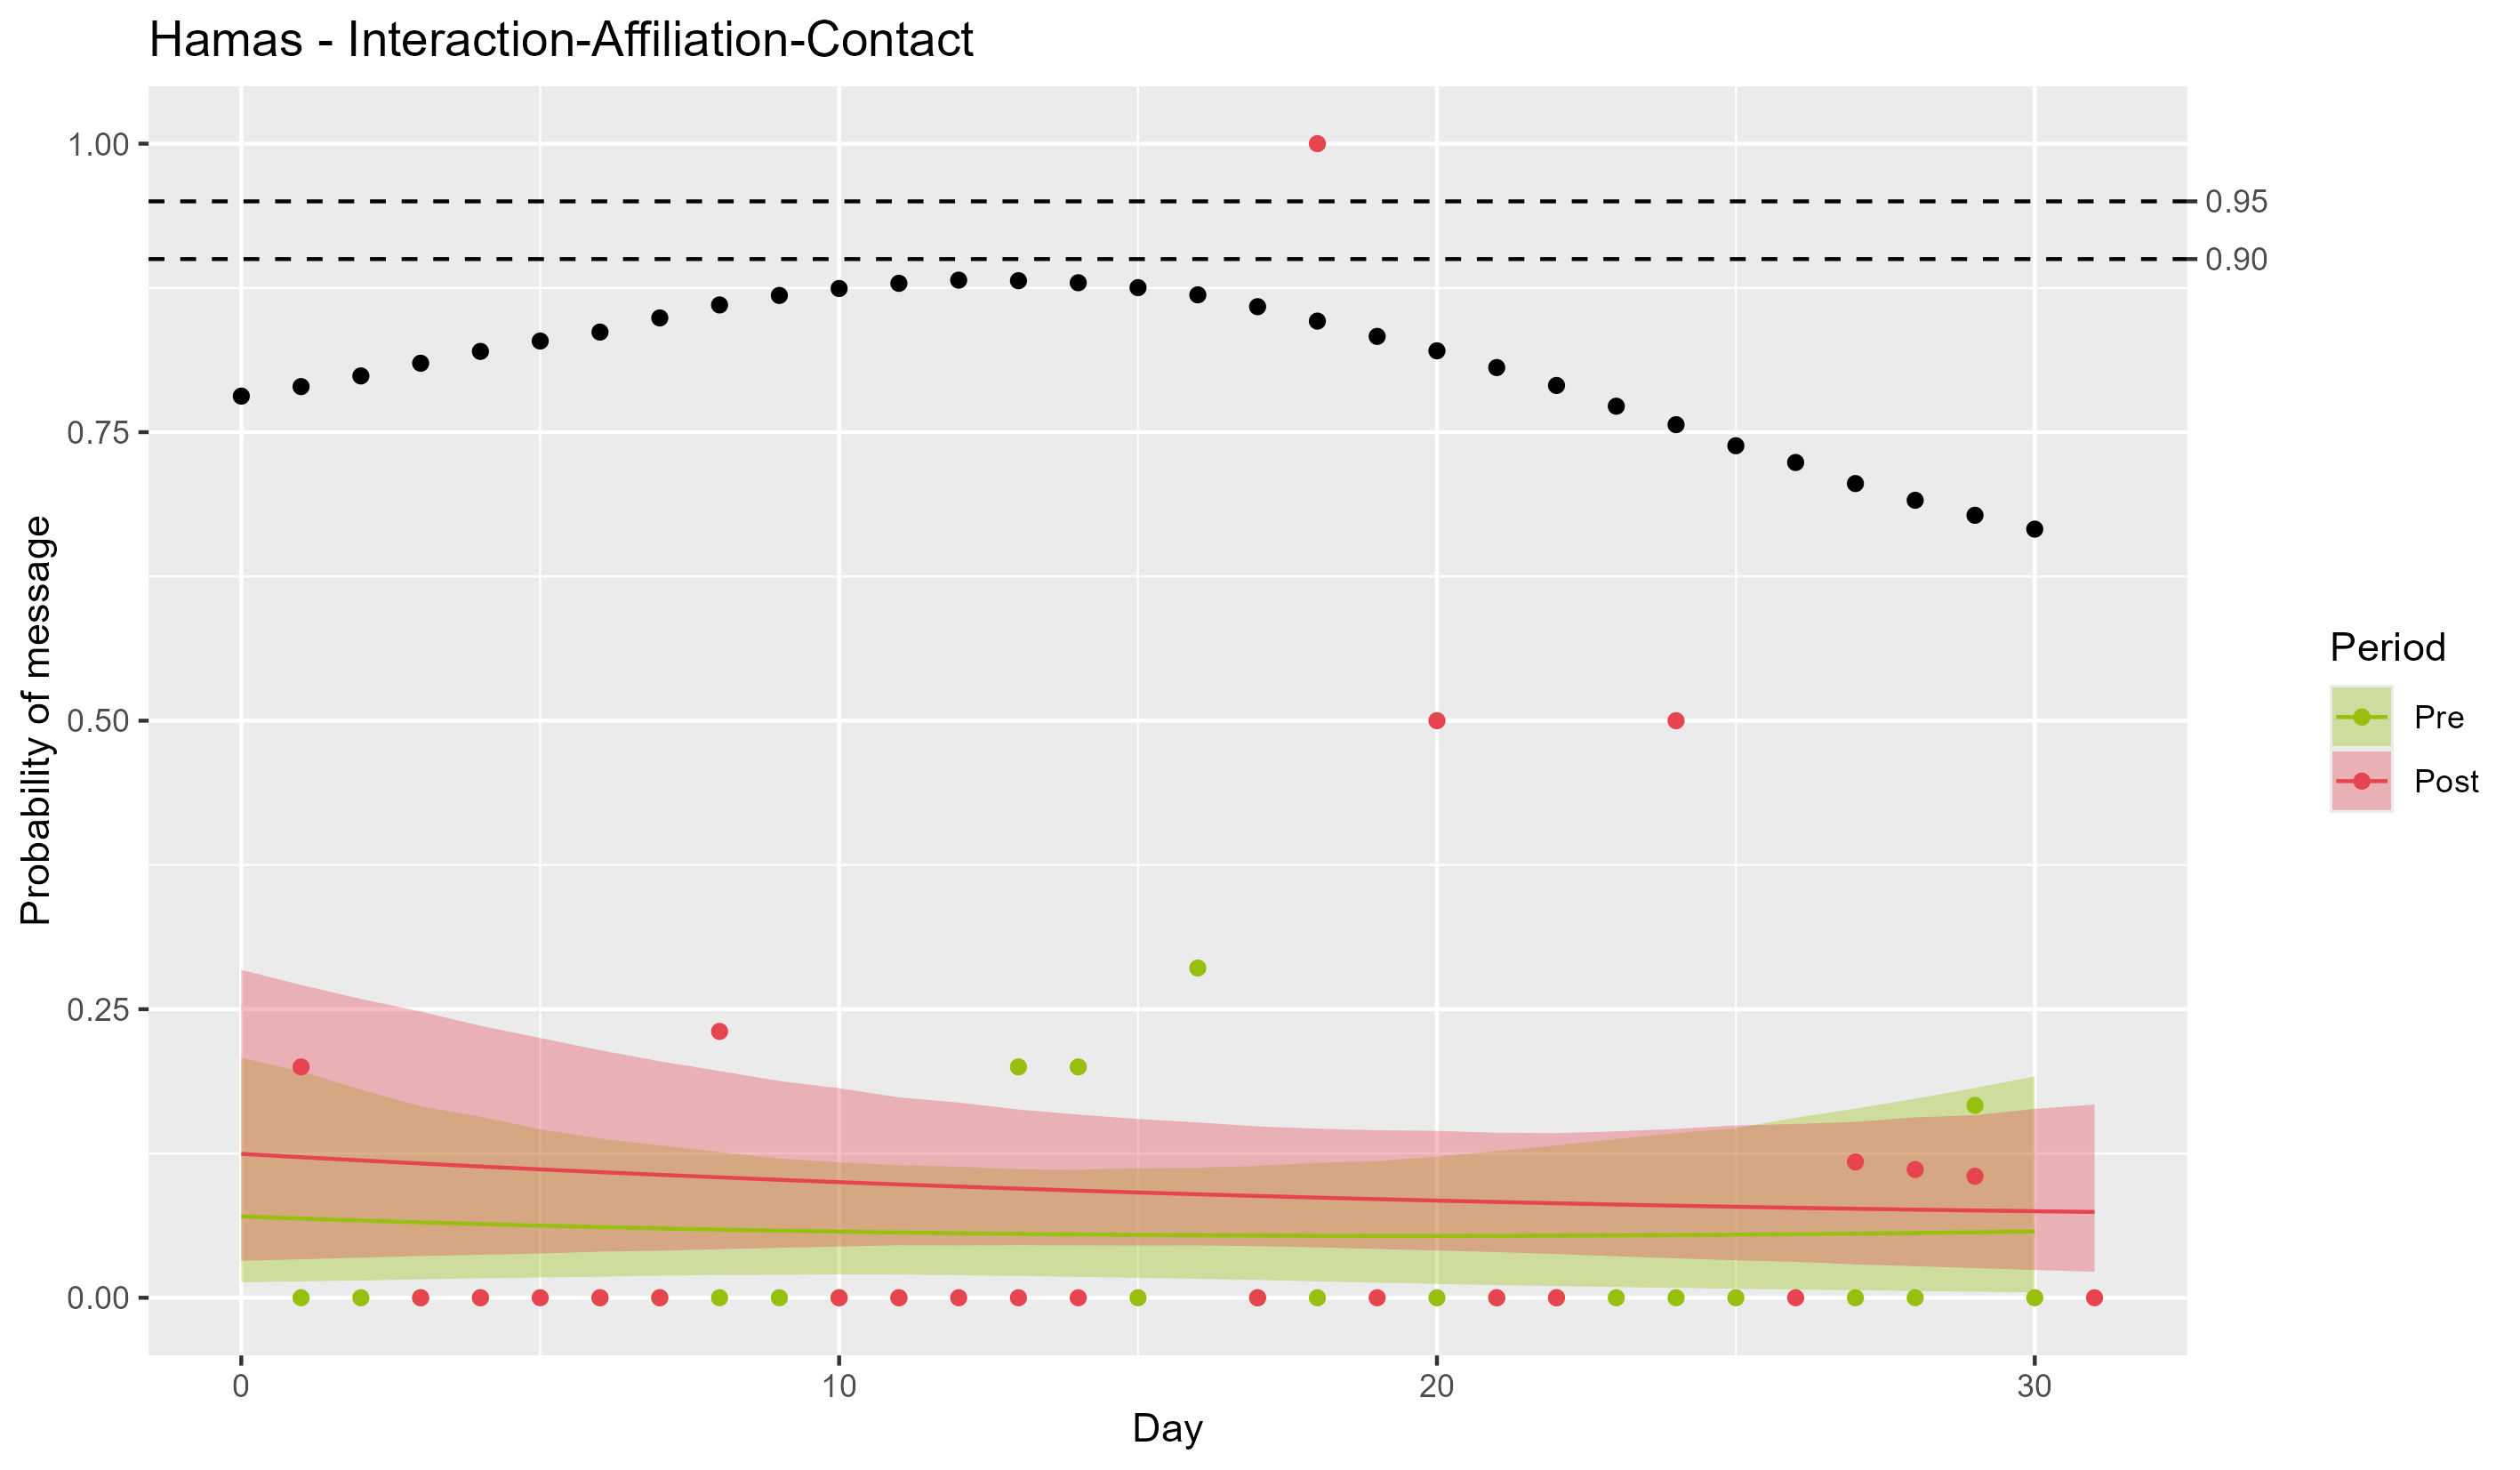 Hamas - Interaction-Affiliation-Contact
Probability of message
1.00
0.75
0.50
0.25
0.00
0.95
0.90
0
10
20
30
Day
Period
Pre
Post